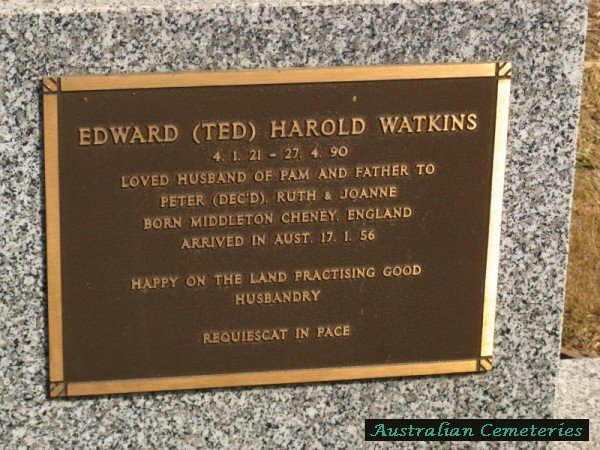 EDWARD (TED) HAROLD WATKINS
4. 1. 21 - 27. 4. 90
LOVED HUSBAND OF PAM AND FATHER TO
PETER (DEC'D), RUTH & JOANNE
BORN MIDDLETON CHENEY, ENGLAND
ARRIVED IN AUST. 17. 1. 56
HAPPY ON THE LAND PRACTISING GOOD
HUSBANDRY
REQUIESCAT IN PACE
Australian Cemeteries